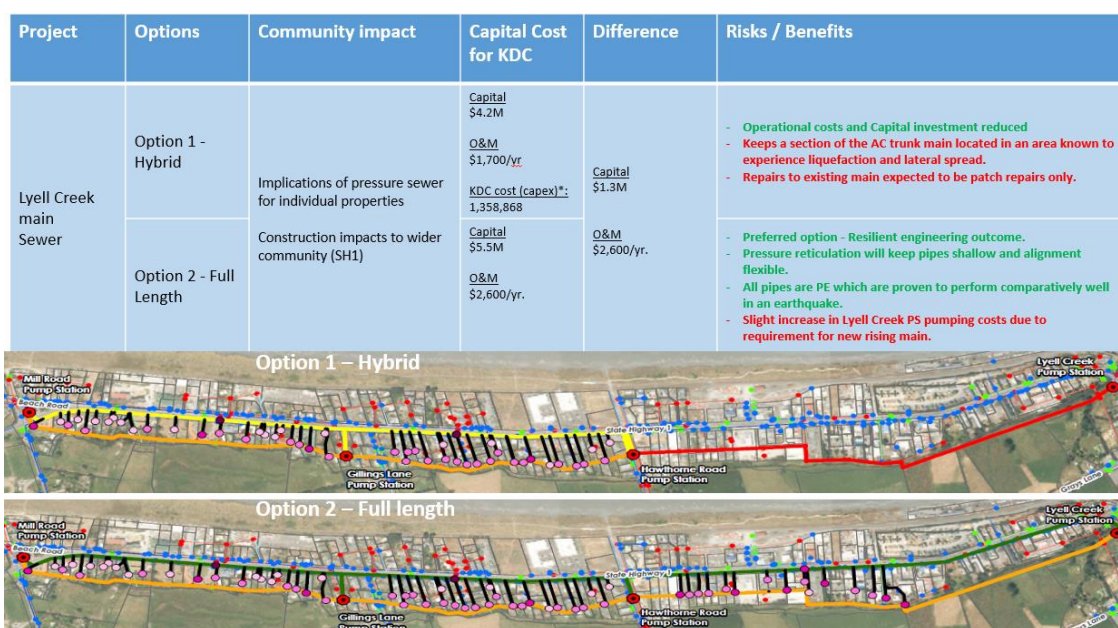 Project
Options
Community impact
Capital Cost
for KDC
Difference
Risks / Benefits
Lyell Creek
main
Sewer
Option 1 -
Hybrid
Implications of pressure sewer
for individual properties
Construction impacts to wider
community (SH1)
Capital
$4.2M
O&M
$1,700/yr
KDC cost (capex)*:
1,358,868
Capital
$1.3M
O&M
$2,600/yr.
- Operational costs and Capital investment reduced
- Keeps a section of the AC trunk main located in an area known to
experience liquefaction and lateral spread.
- Repairs to existing main expected to be patch repairs only.
Option 2 - Full
Length
Capital
$5.5M
O&M
$2,600/yr.
- Preferred option - Resilient engineering outcome.
- Pressure reticulation will keep pipes shallow and alignment
flexible.
- All pipes are PE which are proven to perform comparatively well
in an earthquake.
- Slight increase in Lyell Creek PS pumping costs due to
requirement for new rising main.
Option 1 – Hybrid
Mill Road
Pump Station
Beach Road
Gillings Lane
Pump Station
State Highway 1
Hawthorne Road
Pump Station
Lyell Creek
Pump Station
Grays Lane
Option 2 – Full length
Mill Road
Pump Station
Beach Road
Gillings Lane
Pump Station
State Highway 1
Hawthorne Road
Pump Station
Lyell Creek
Pump Station
Grays Lane